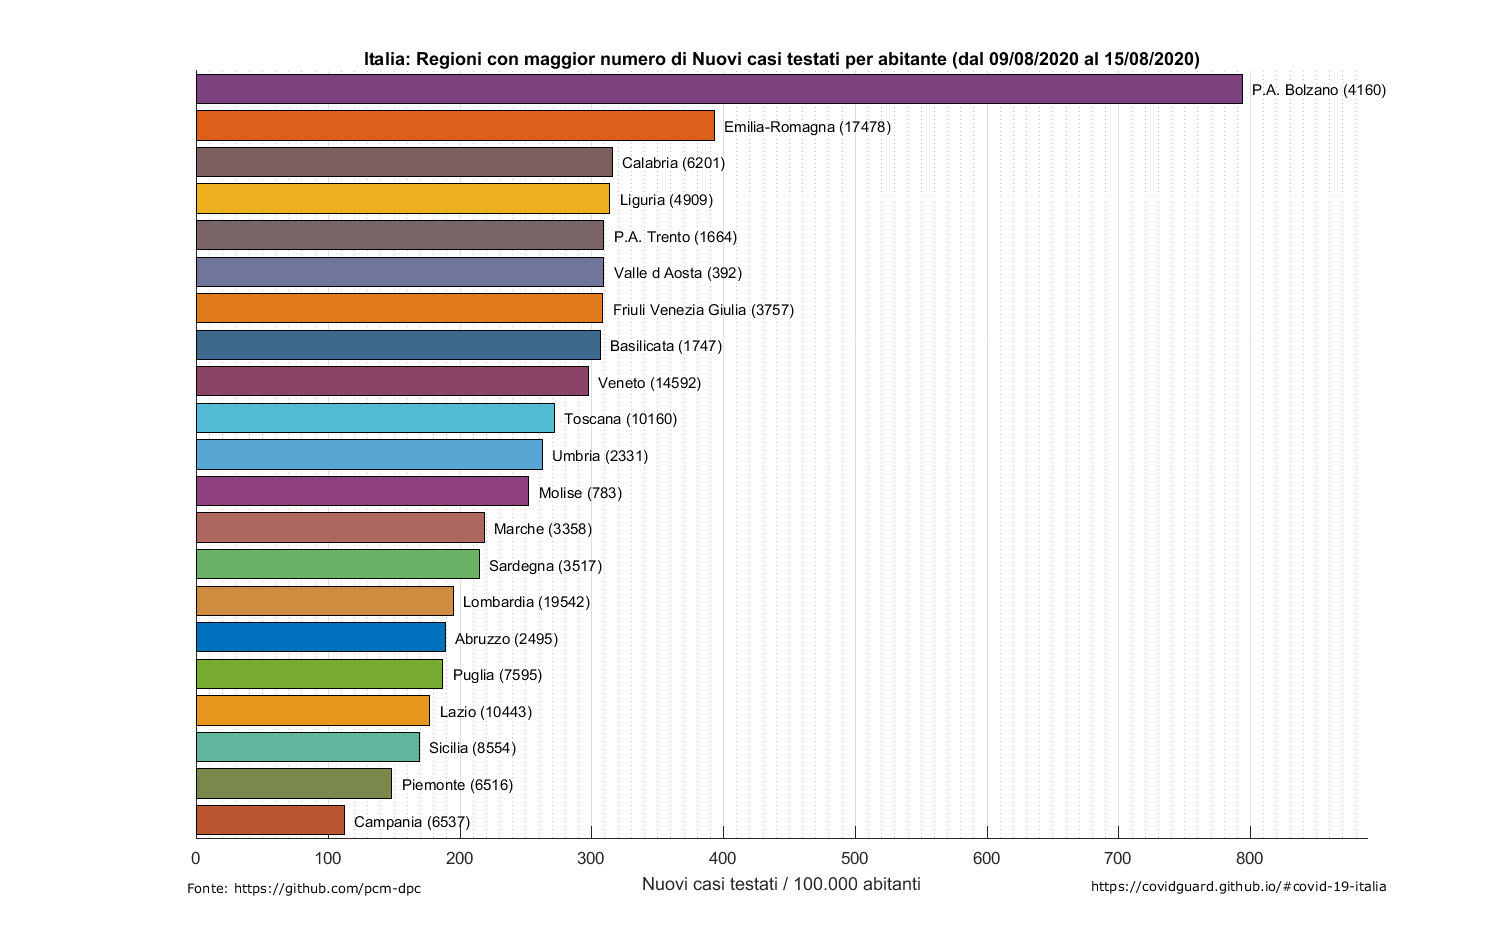 Italia: Regioni con maggior numero di Nuovi casi testati per abitante (dal 09/08/2020 al 15/08/2020)
P.A. Bolzano (4160)
Emilia-Romagna (17478)
Calabria (6201)
Liguria (4909)
P.A. Trento (1664)
Valle d Aosta (392)
Friuli Venezia Giulia (3757)
Basilicata (1747)
Veneto (14592)
Toscana (10160)
Umbria (2331)
Molise (783)
Marche (3358)
Sardegna (3517)
Lombardia (19542)
Abruzzo (2495)
Puglia (7595)
Lazio (10443)
Sicilia (8554)
Piemonte (6516)
Campania (6537)
0 100 200 300 400 500 600 700 800
Nuovi casi testati / 100.000 abitanti
Fonte: https://github.com/pcm-dpc
https://covidguard.github.io/#covid-19-italia